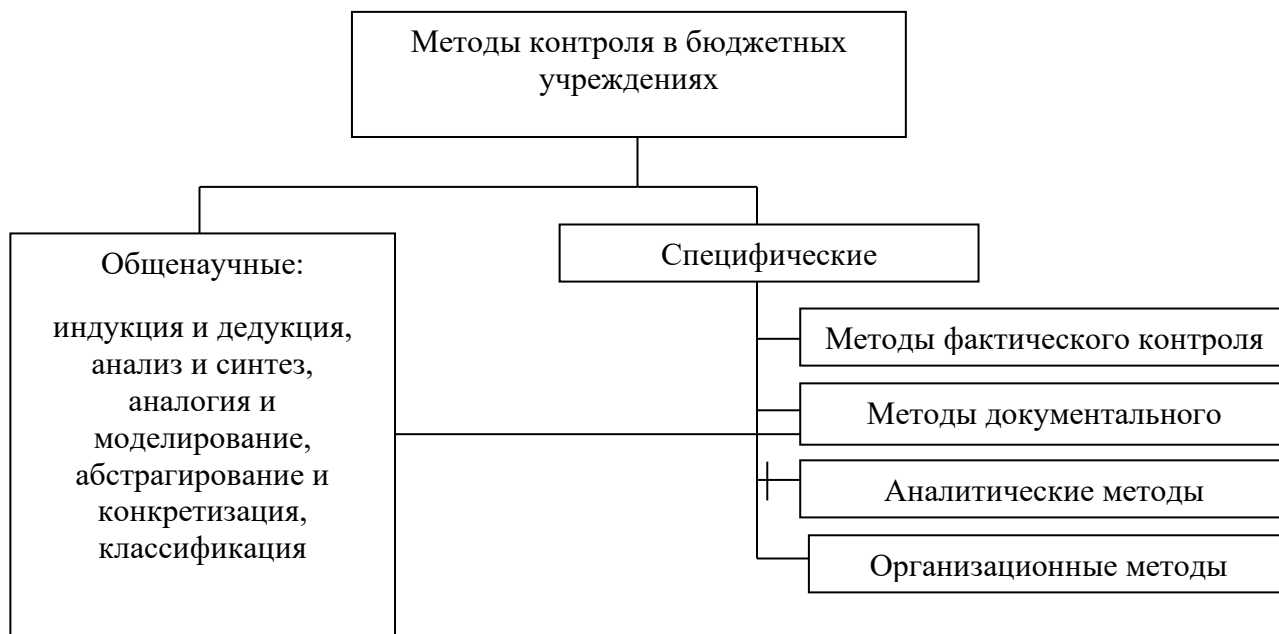 Методы контроля в бюджетных
учреждениях
Общенаучные:
индукция и дедукция,
анализ и синтез,
аналогия и
моделирование,
абстрагирование и
конкретизация,
классификация
Специфические
Методы фактического контроля
Методы документального
Аналитические методы
Организационные методы